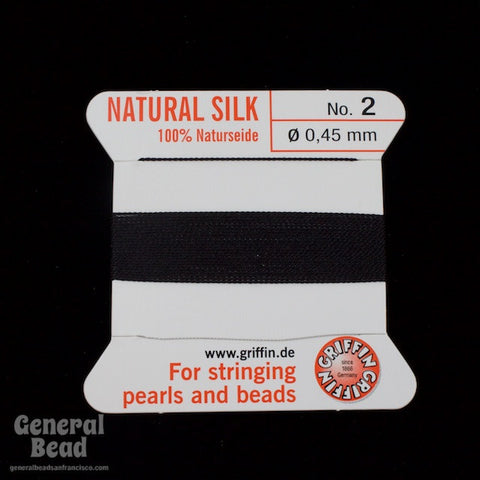 NATURAL SILK
100% Naturseide
No. 2
Ø 0,45 mm
www.griffin.de
For stringing
pearls and beads
GRIFFIN GRIFFIN
since
1866
Germany
General
Bead
generalbeadsanfrancisco.com